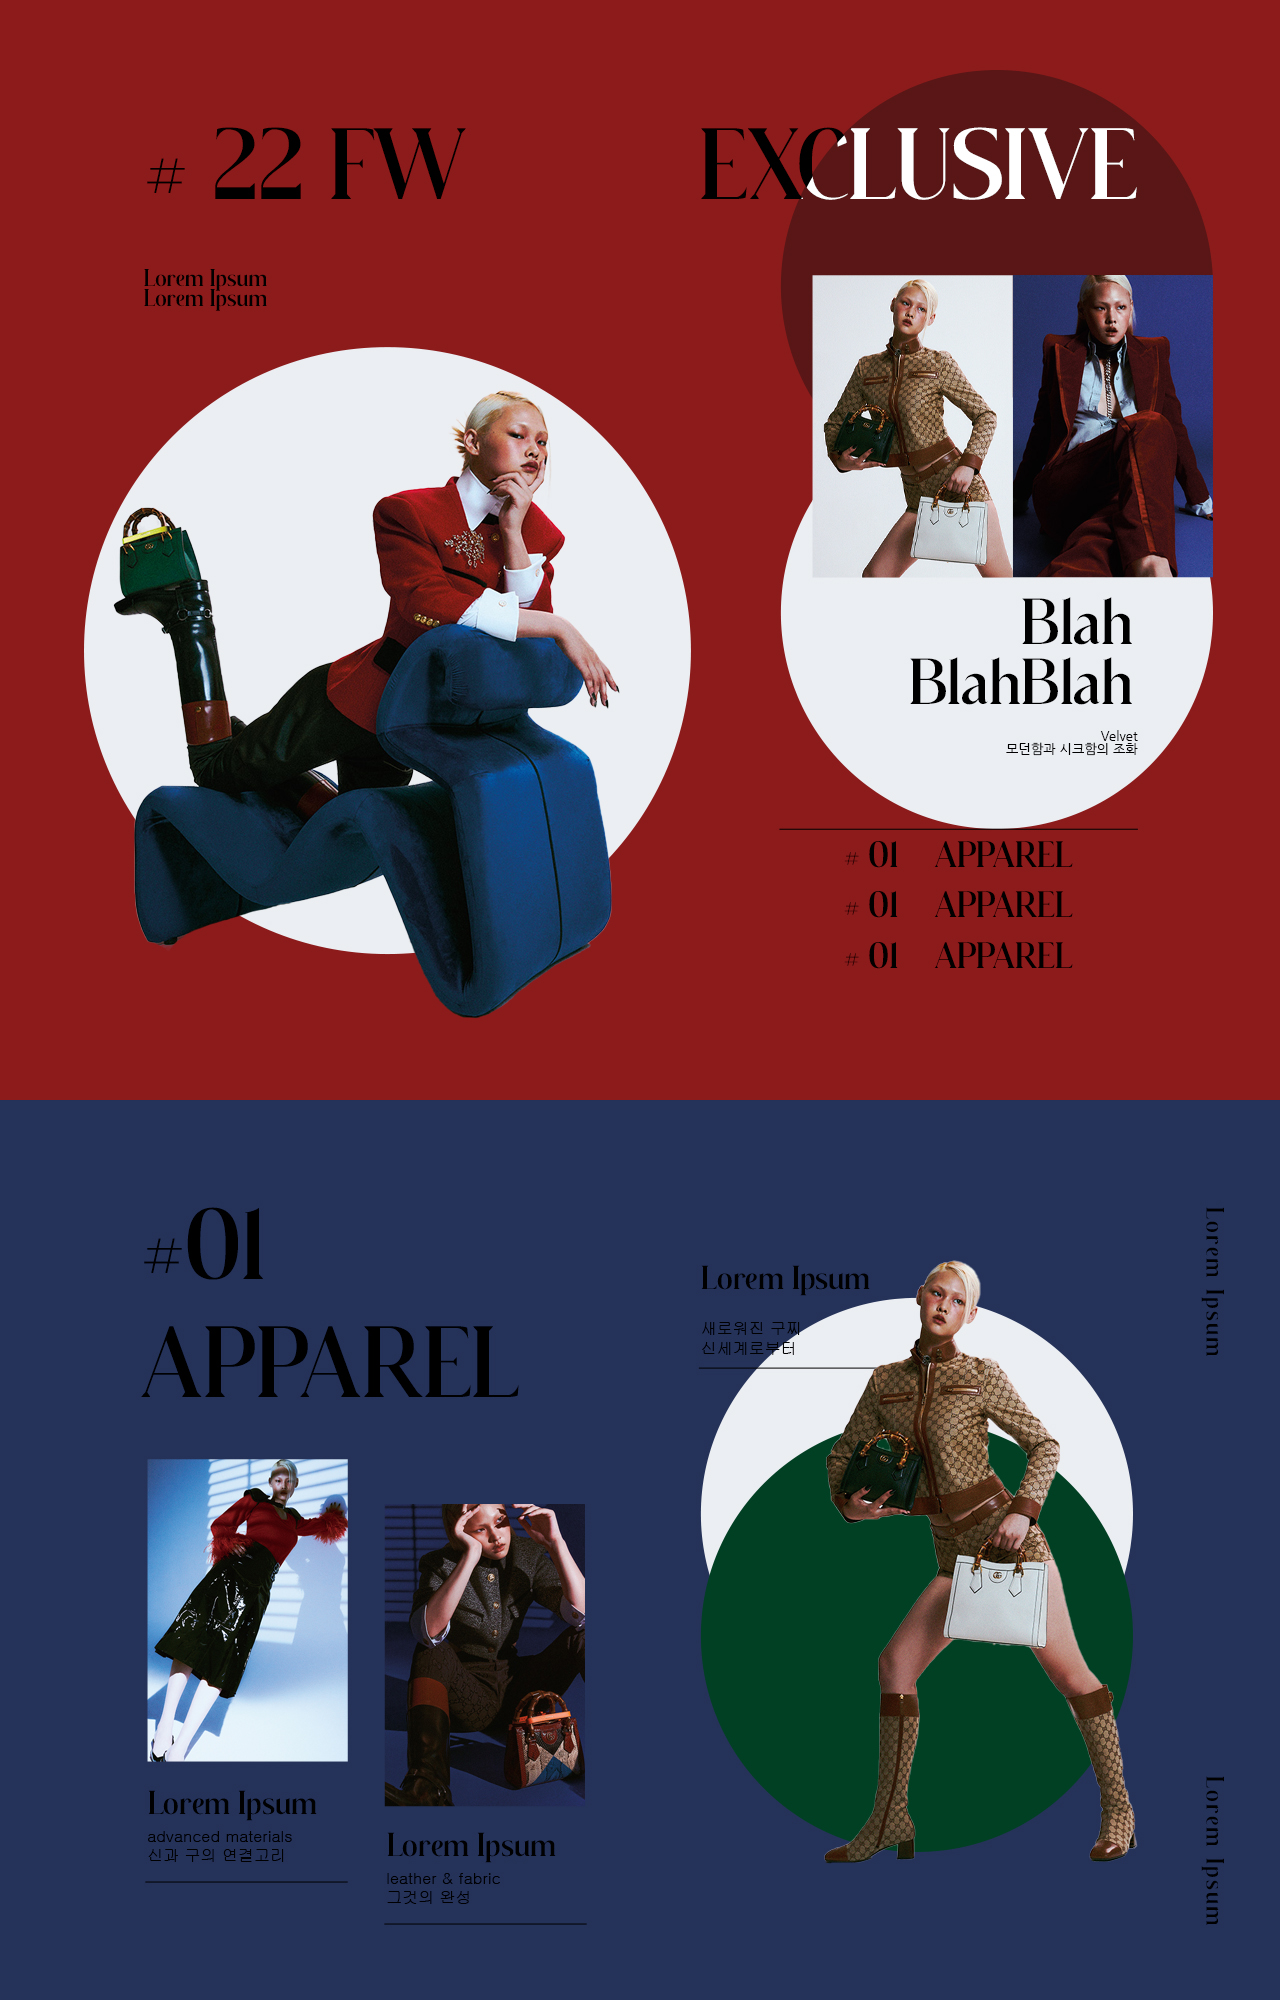 # 22 FW
EXCLUSIVE
Lorem Ipsum
Lorem Ipsum
Blah
BlahBlah
Velvet
모던함과 시크함의 조화
# 01 APPAREL
# 01 APPAREL
# 01 APPAREL
#01
APPAREL
Lorem Ipsum
새로워진 구찌
신세계로부터
Lorem Ipsum
Lorem Ipsum
advanced materials
신과 구의 연결고리
Lorem Ipsum
leather & fabric
그것의 완성
Lorem Ipsum